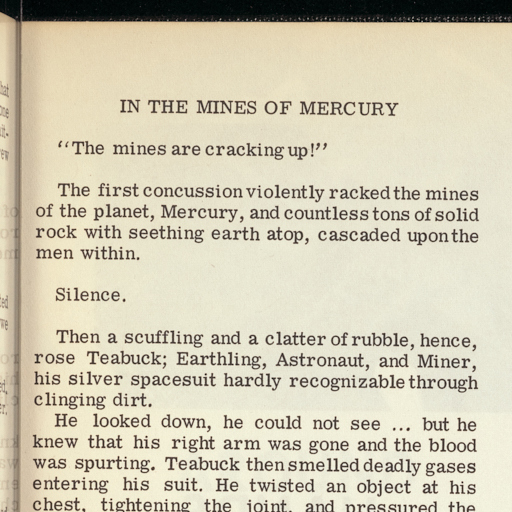 IN THE MINES OF MERCURY
"The mines are cracking up!"
The first concussion violently racked the mines
of the planet, Mercury, and countless tons of solid
rock with seething earth atop, cascaded upon the
men within.
Silence.
Then a scuffling and a clatter of rubble, hence,
rose Teabuck; Earthling, Astronaut, and Miner,
his silver spacesuit hardly recognizable through
clinging dirt.
He looked down, he could not see ... but he
knew that his right arm was gone and the blood
was spurting. Teabuck then smelled deadly gases
entering his suit. He twisted an object at his
chest, tightening the joint, and pressured the